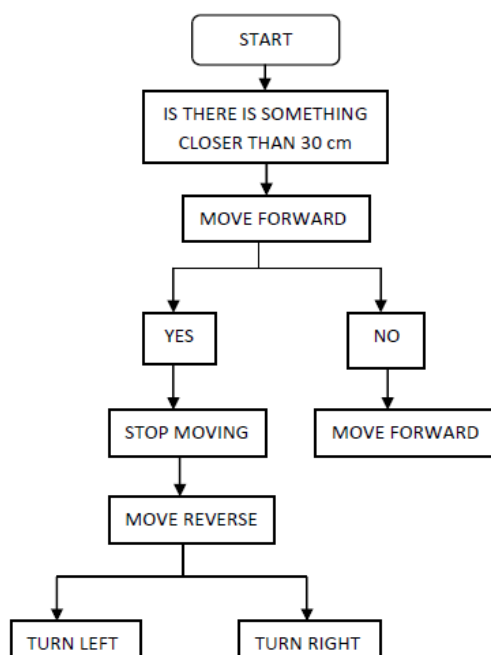 START
IS THERE IS SOMETHING
CLOSER THAN 30 cm
MOVE FORWARD
YES
NO
STOP MOVING
MOVE FORWARD
MOVE REVERSE
TURN LEFT
TURN RIGHT